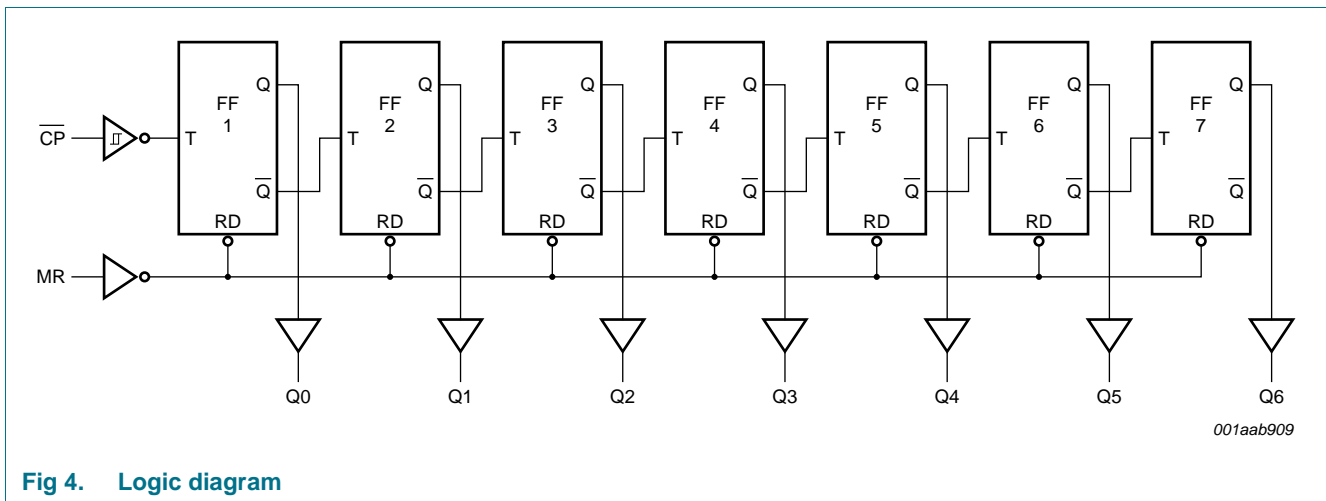 FF 1 Q T Q̅ RD
FF 2 Q T Q̅ RD
FF 3 Q T Q̅ RD
FF 4 Q T Q̅ RD
FF 5 Q T Q̅ RD
FF 6 Q T Q̅ RD
FF 7 Q T Q̅ RD
C̅P̅
MR
Q0 Q1 Q2 Q3 Q4 Q5 Q6
001aab909
Fig 4. Logic diagram